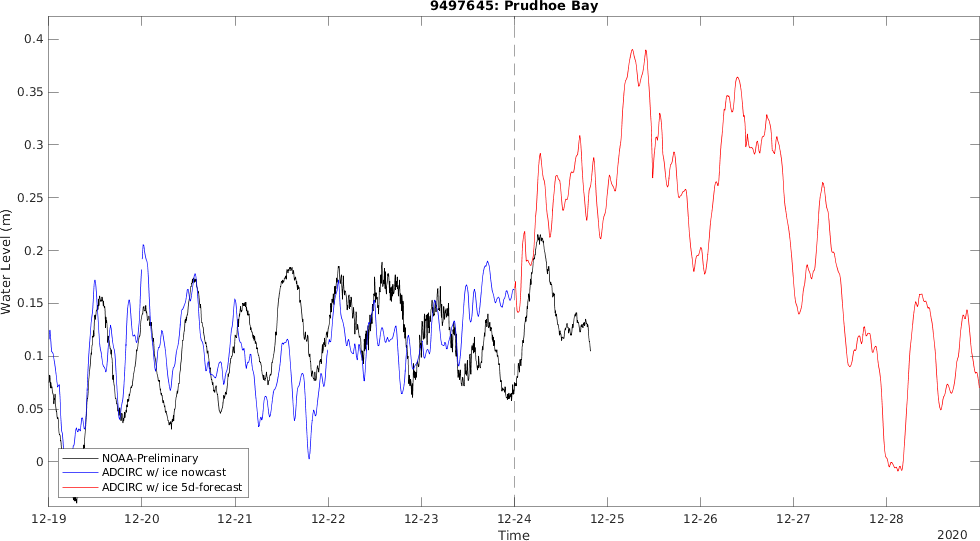 9497645: Prudhoe Bay
0.4
0.35
0.3
0.25
0.2
0.15
0.1
0.05
0
Water Level (m)
NOAA-Preliminary
ADCIRC w/ ice nowcast
ADCIRC w/ ice 5d-forecast
12-19 12-20 12-21 12-22 12-23 12-24 12-25 12-26 12-27 12-28
Time
2020